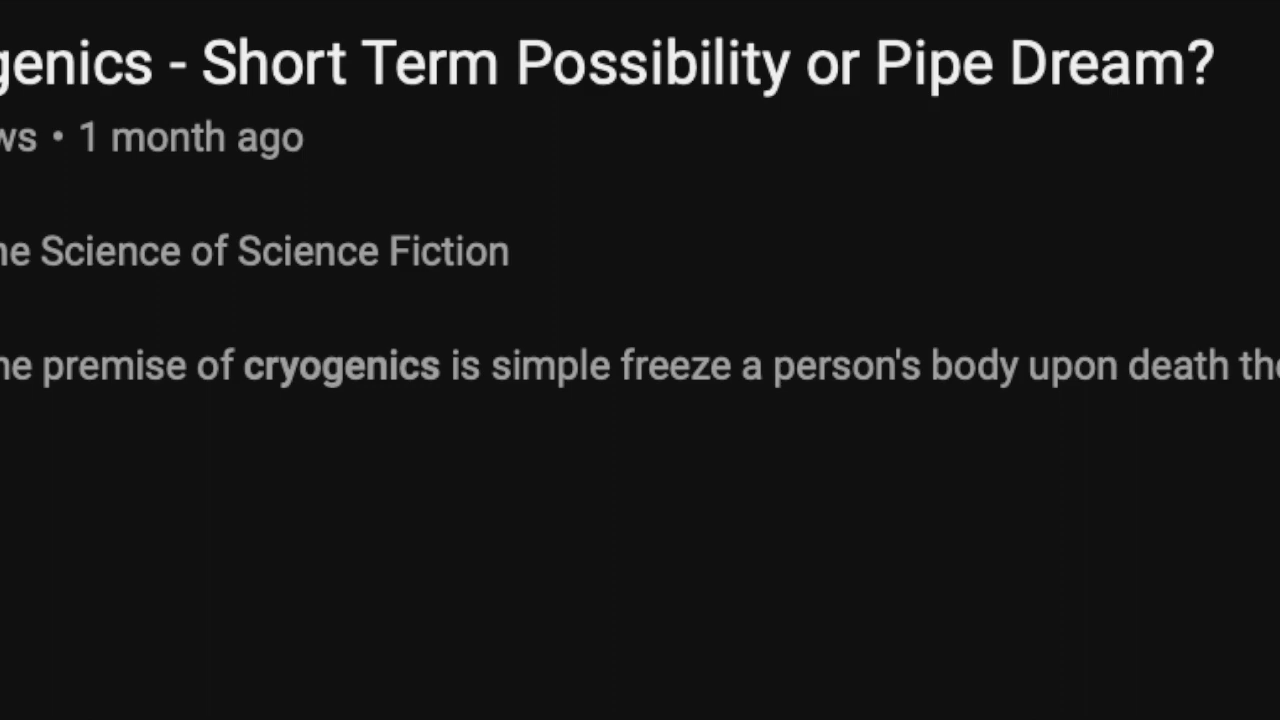 genics - Short Term Possibility or Pipe Dream?
ws • 1 month ago
he Science of Science Fiction
he premise of cryogenics is simple freeze a person's body upon death the